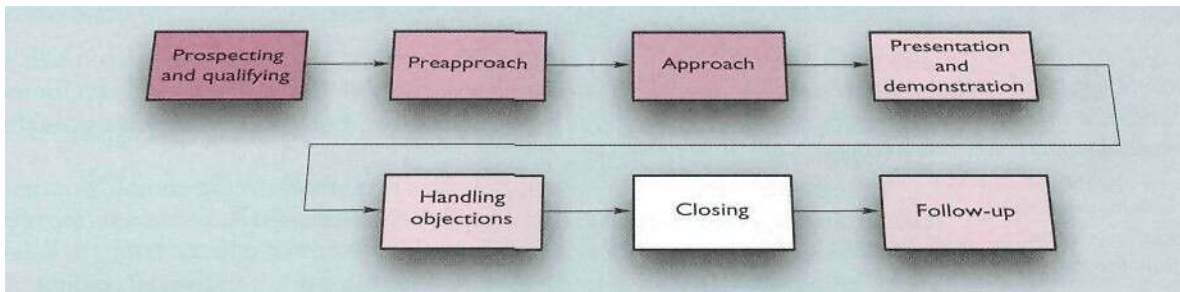 Prospecting
and qualifying
Preapproach
Approach
Presentation
and
demonstration
Handling
objections
Closing
Follow-up